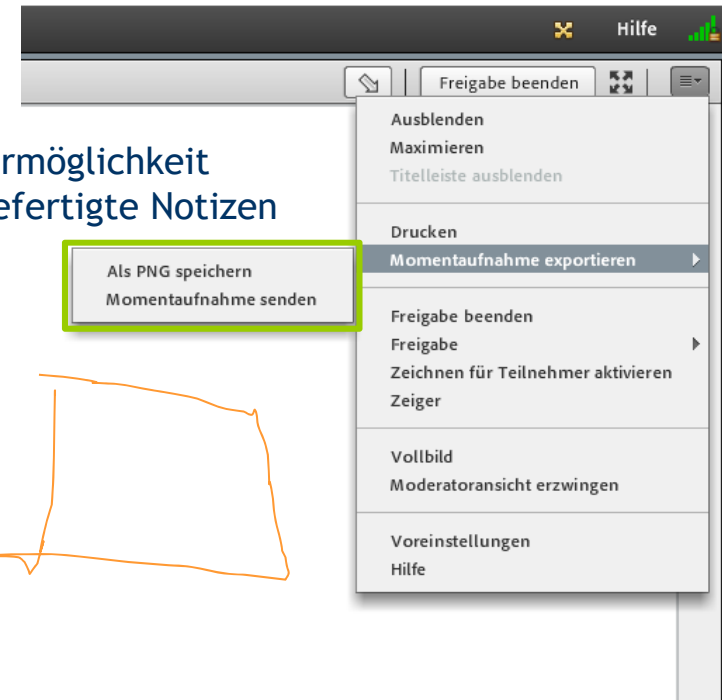 Hilfe
Freigabe beenden
Ausblenden
Maximieren
Titelleiste ausblenden
rmöglichkeit
efertigte Notizen
Drucken
Momentaufnahme exportieren
Als PNG speichern
Momentaufnahme senden
Freigabe beenden
Freigabe
Zeichnen für Teilnehmer aktivieren
Zeiger
Vollbild
Moderatoransicht erzwingen
Voreinstellungen
Hilfe